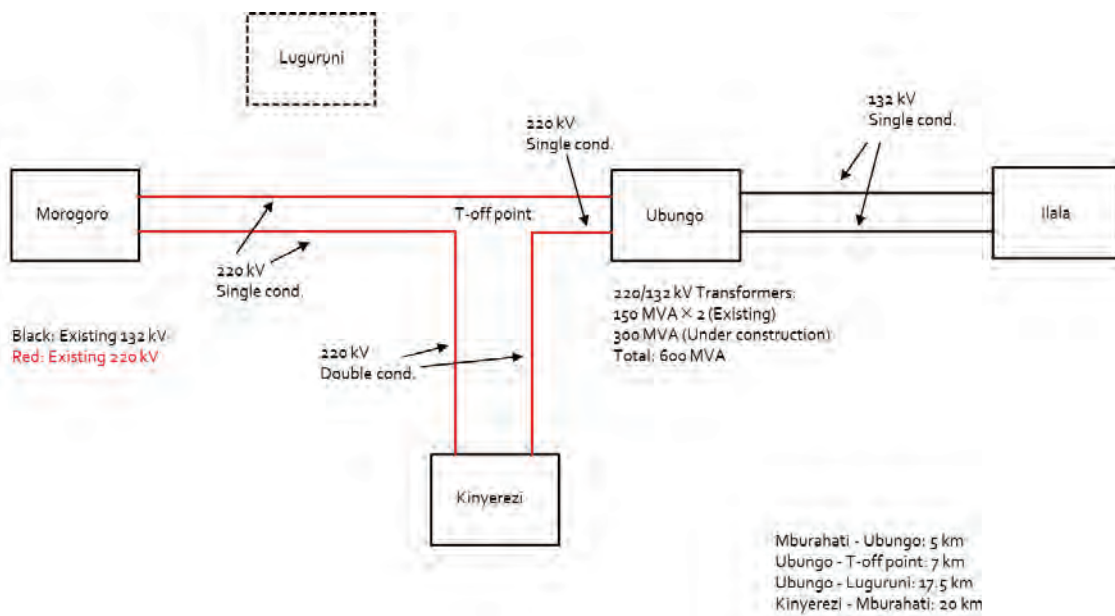 Luguruni
132 kV
Single cond.
220 kV
Single cond.
Morogoro
T-off point
Ubungo
Ilala
220 kV
Single cond.
220/132 kV Transformers:
150 MVA × 2 (Existing)
300 MVA (Under construction)
Total: 600 MVA
Black: Existing 132 kV
Red: Existing 220 kV
220 kV
Double cond.
Kinyerezi
Mburahati - Ubungo: 5 km
Ubungo - T-off point: 7 km
Ubungo - Luguruni: 17.5 km
Kinyerezi - Mburahati: 20 km